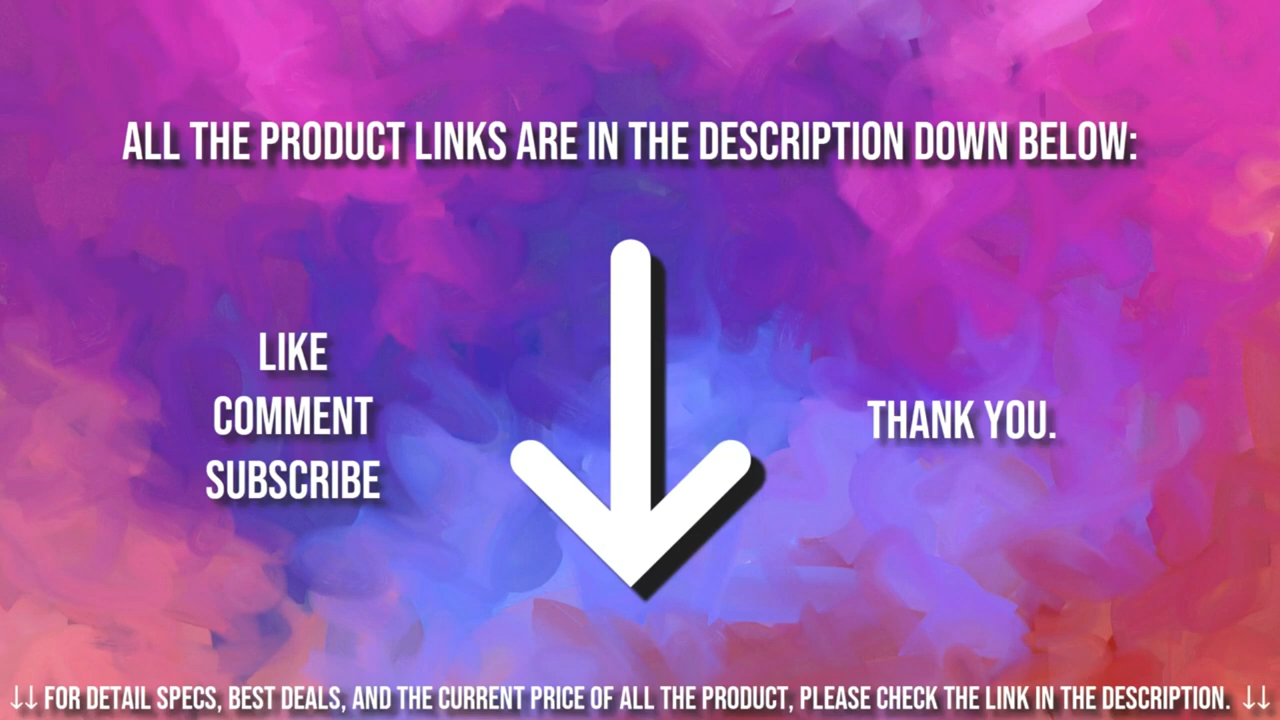 ALL THE PRODUCT LINKS ARE IN THE DESCRIPTION DOWN BELOW:
LIKE
COMMENT
SUBSCRIBE
THANK YOU.
↓↓ FOR DETAIL SPECS, BEST DEALS, AND THE CURRENT PRICE OF ALL THE PRODUCT, PLEASE CHECK THE LINK IN THE DESCRIPTION. ↓↓